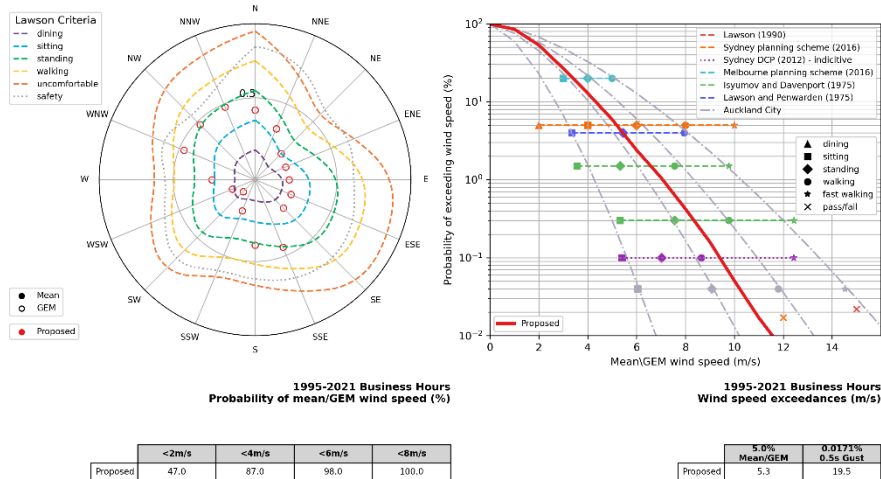 Lawson Criteria
dining
sitting
standing
walking
uncomfortable
safety
N
NNE
NE
ENE
E
ESE
SE
SSE
S
SSW
SW
WSW
W
WNW
NW
NNW
0.5
Mean
GEM
Proposed
1995-2021 Business Hours
Probability of mean/GEM wind speed (%)
<2m/s <4m/s <6m/s <8m/s
Proposed 47.0 87.0 98.0 100.0
Probability of exceeding wind speed (%)
10²
10¹
10⁰
10⁻¹
10⁻²
0 2 4 6 8 10 12 14
Mean\GEM wind speed (m/s)
Lawson (1990)
Sydney planning scheme (2016)
Sydney DCP (2012) - Indicitive
Melbourne planning scheme (2016)
Isyumov and Davenport (1975)
Lawson and Penwarden (1975)
Auckland City
dining
sitting
standing
walking
fast walking
pass/fail
Proposed
1995-2021 Business Hours
Wind speed exceedances (m/s)
5.0% 0.0171%
Mean/GEM 0.5s Gust
Proposed 5.3 19.5